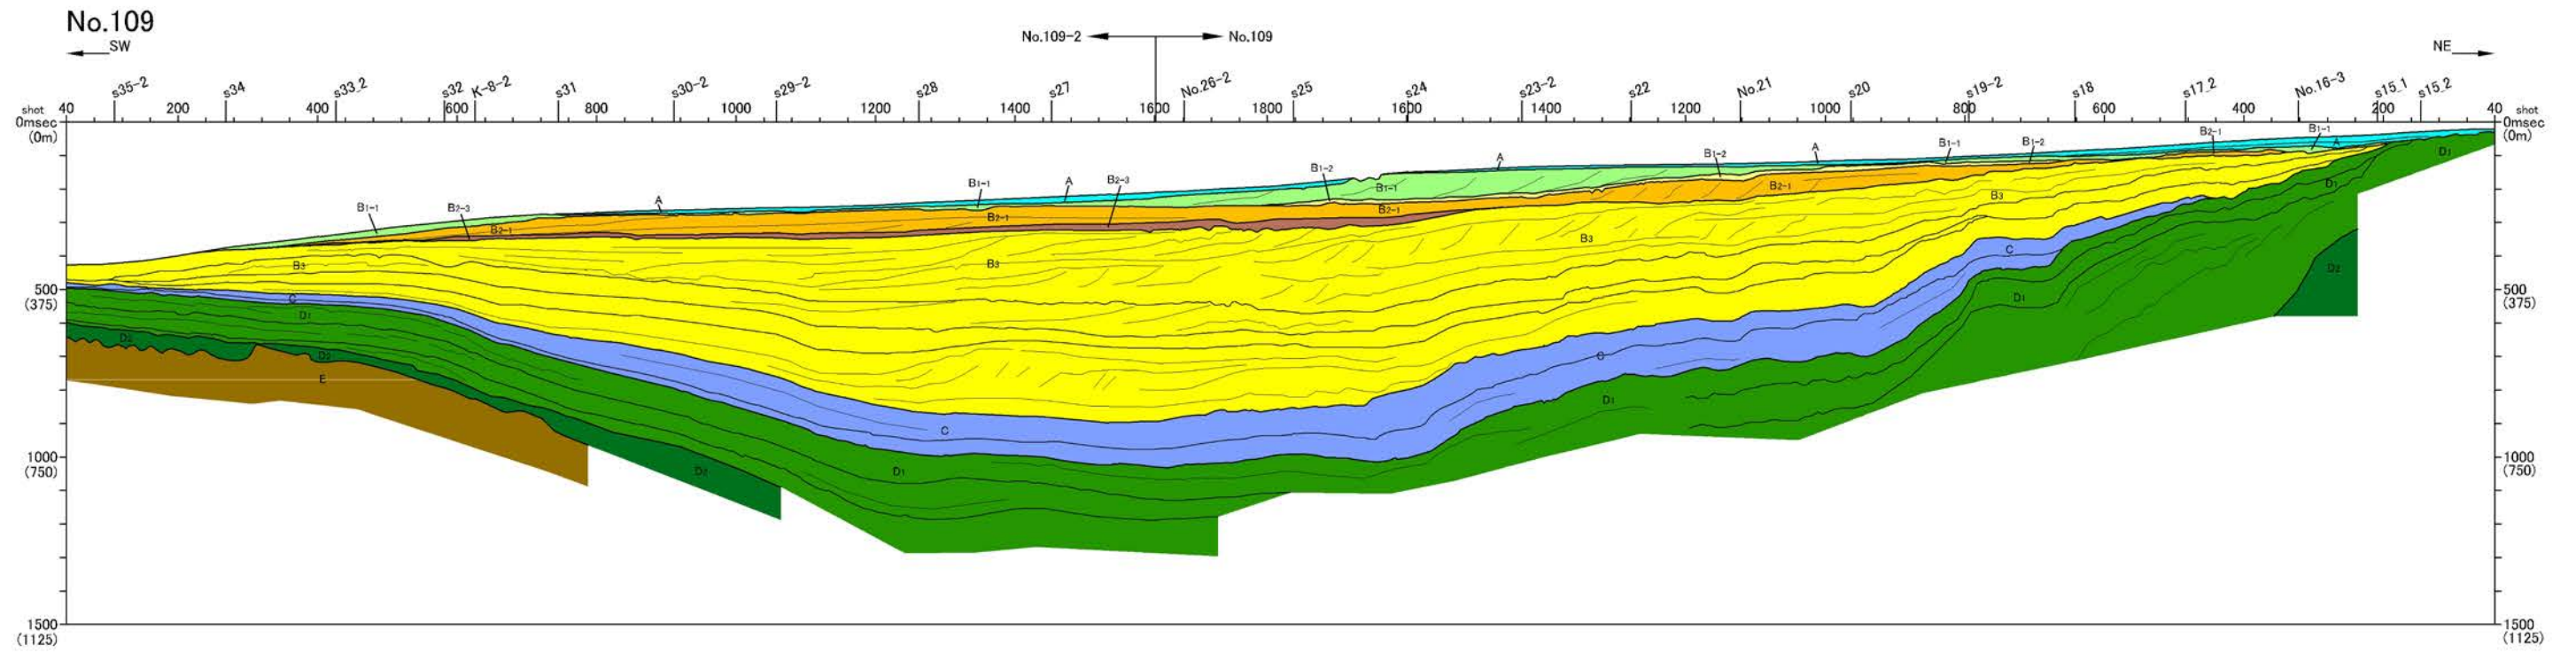 No.109
SW
No.109-2 No.109
NE
s35-2 s34 s33_2 s32 K-8-2 s31 s30-2 s29-2 s28 s27 No.26-2 s25 s24 s23-2 s22 No.21 s20 s19-2 s18 s17_2 No.16-3 s15_1 s15_2
shot 40 200 400 600 800 1000 1200 1400 1600 1800 1600 1400 1200 1000 800 600 400 200 40 shot
0msec 0msec
(0m) (0m)
B2-1 B1-1
A B1-2 A B1-1 B1-2 A D1
B1-2 B1-1 B2-1 D1
B1-1 A B2-3 B3
B1-1 B2-3 A B2-1 B2-1
B2-1 B3 C
B3 B3 D2
500 500
(375) (375)
C D1
D1
D2
D2 C
E
D1
C
1000 1000
(750) D2 D1 (750)
1500 1500
(1125) (1125)